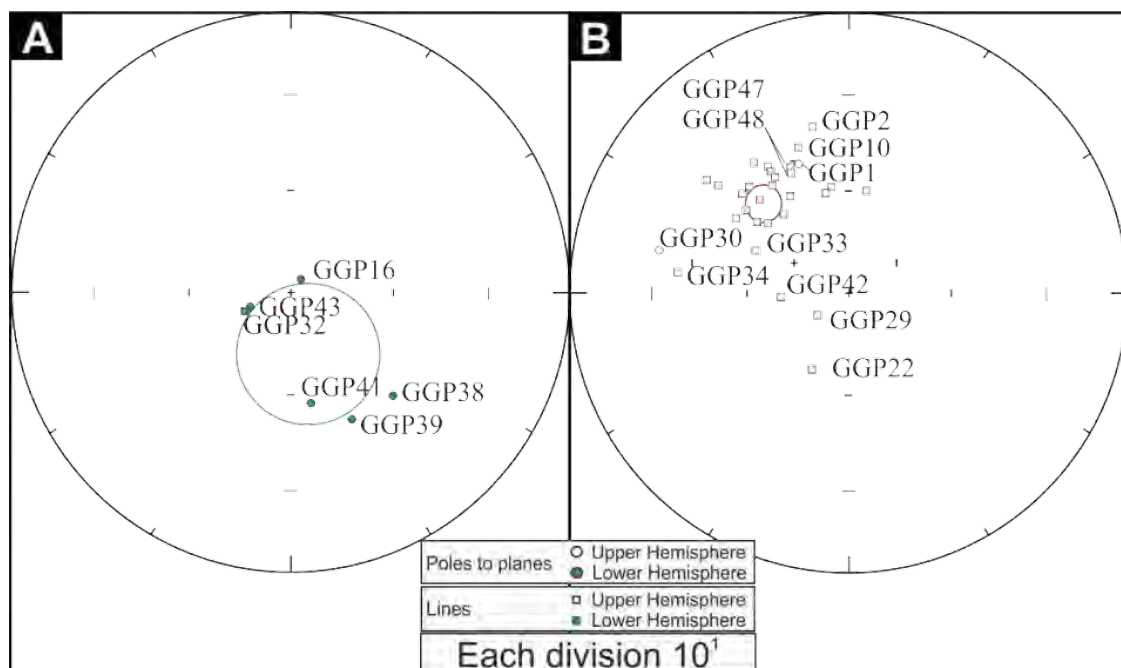 A
B
GGP47
GGP48
GGP2
GGP10
GGP1
GGP30
GGP33
GGP34
GGP42
GGP29
GGP22
GGP16
GGP43
GGP32
GGP41
GGP38
GGP39
Poles to planes
Upper Hemisphere
Lower Hemisphere
Lines
Upper Hemisphere
Lower Hemisphere
Each division 10¹